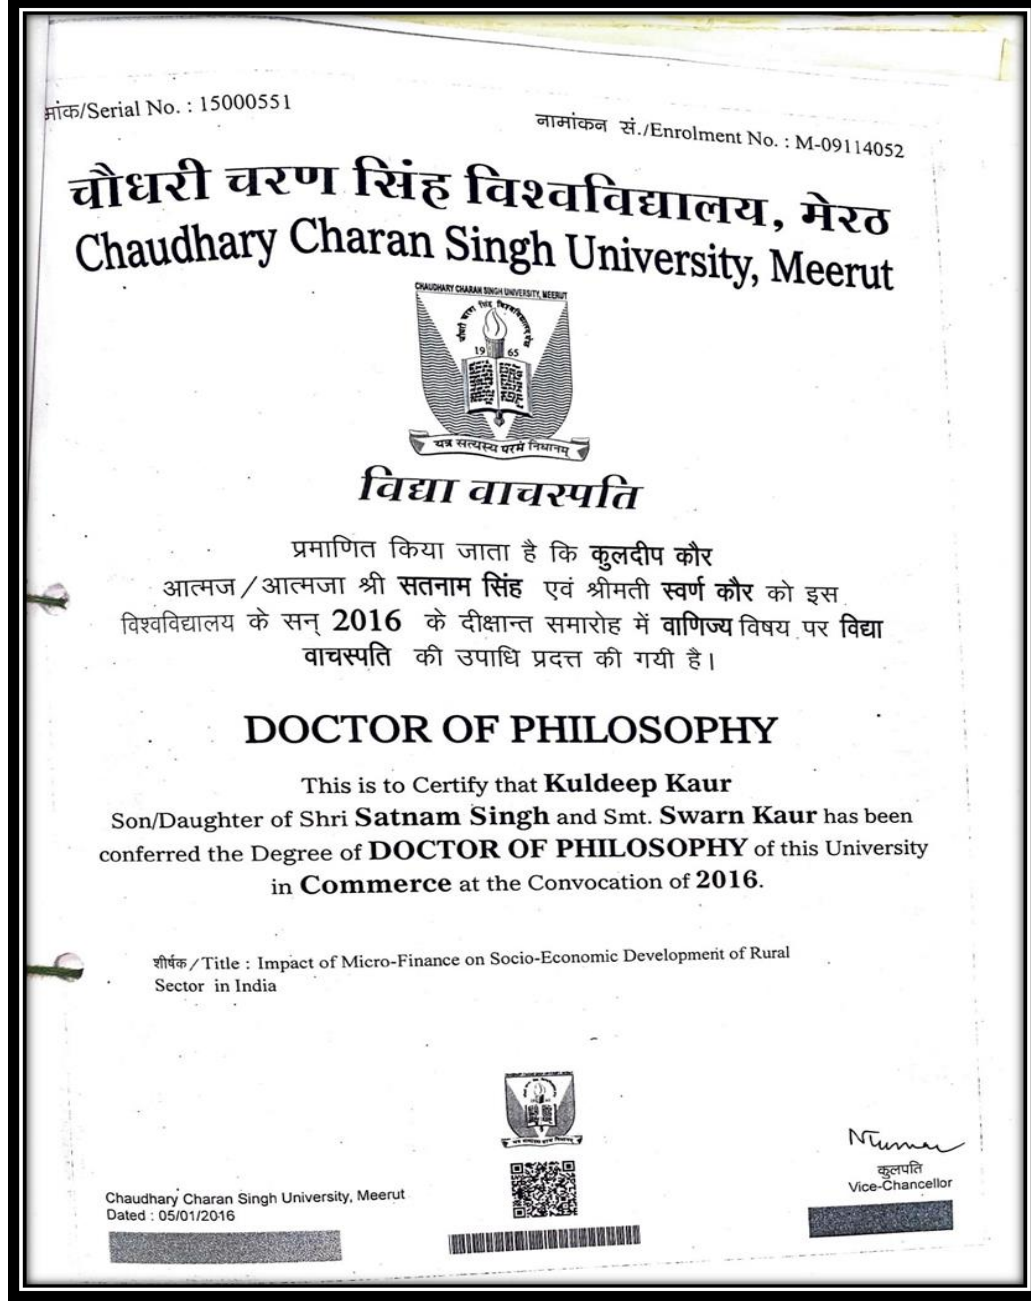 मांक/Serial No. : 15000551
नामांकन सं./Enrolment No. : M-09114052
चौधरी चरण सिंह विश्वविद्यालय, मेरठ
Chaudhary Charan Singh University, Meerut
CHAUDHARY CHARAN SINGH UNIVERSITY, MEERUT
चौधरी चरण सिंह विश्वविद्यालय मेरठ
1965
यत्र सत्यस्य परमं निधानम्
विद्या वाचस्पति
प्रमाणित किया जाता है कि कुलदीप कौर
आत्मज/आत्मजा श्री सतनाम सिंह एवं श्रीमती स्वर्ण कौर को इस
विश्वविद्यालय के सन् 2016 के दीक्षान्त समारोह में वाणिज्य विषय पर विद्या
वाचस्पति की उपाधि प्रदत्त की गयी है।
DOCTOR OF PHILOSOPHY
This is to Certify that Kuldeep Kaur
Son/Daughter of Shri Satnam Singh and Smt. Swarn Kaur has been
conferred the Degree of DOCTOR OF PHILOSOPHY of this University
in Commerce at the Convocation of 2016.
शीर्षक/Title : Impact of Micro-Finance on Socio-Economic Development of Rural
Sector in India
कुलपति
Vice-Chancellor
Chaudhary Charan Singh University, Meerut
Dated : 05/01/2016